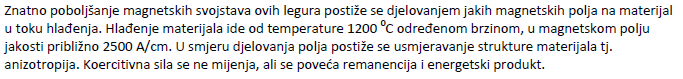 Znatno poboljšanje magnetskih svojstava ovih legura postiže se djelovanjem jakih magnetskih polja na materijal
u toku hlađenja. Hlađenje materijala ide od temperature 1200 ⁰C određenom brzinom, u magnetskom polju
jakosti približno 2500 A/cm. U smjeru djelovanja polja postiže se usmjeravanje strukture materijala tj.
anizotropija. Koercitivna sila se ne mijenja, ali se poveća remanencija i energetski produkt.